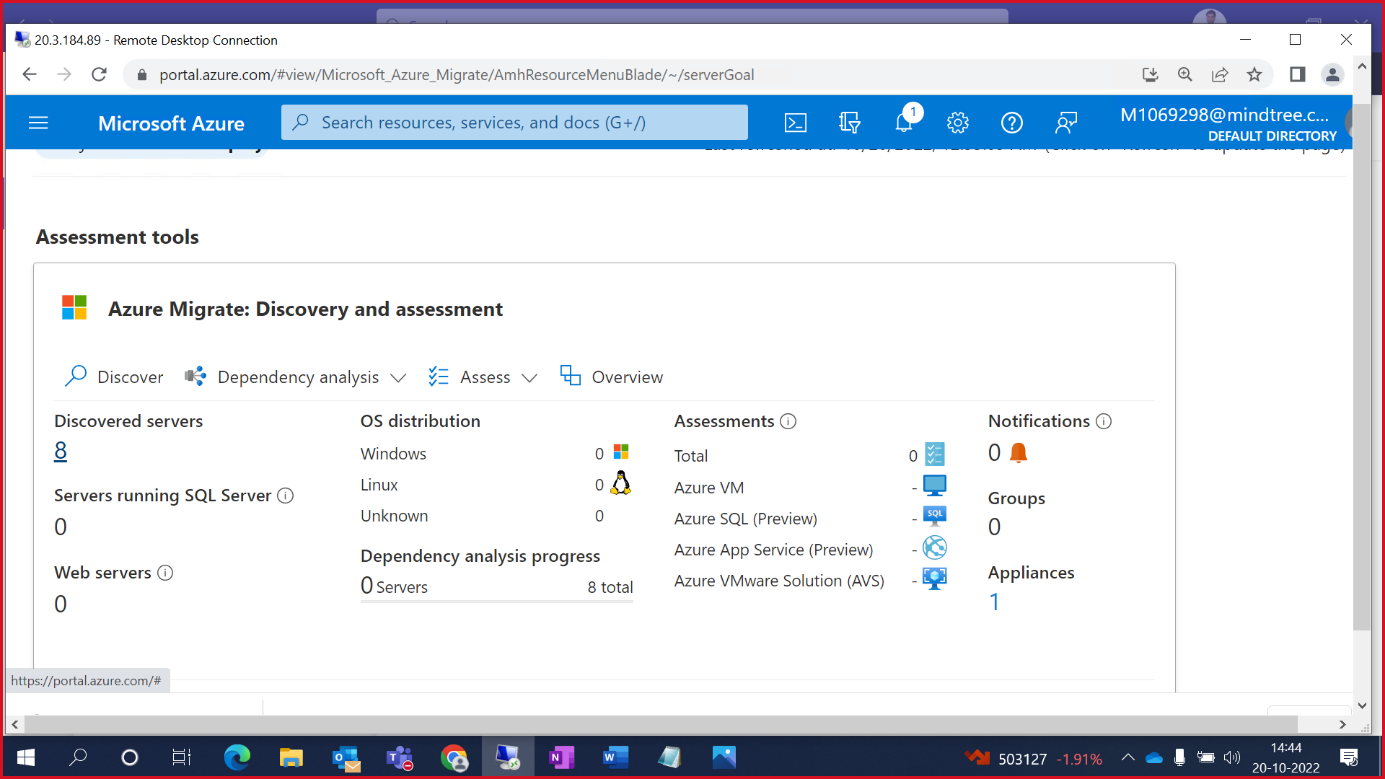 20.3.184.89 - Remote Desktop Connection
portal.azure.com/#view/Microsoft_Azure_Migrate/AmhResourceMenuBlade/~/serverGoal
Microsoft Azure
Search resources, services, and docs (G+/)
1
M1069298@mindtree.c...
DEFAULT DIRECTORY
Assessment tools
Azure Migrate: Discovery and assessment
Discover
Dependency analysis
Assess
Overview
Discovered servers
8
Servers running SQL Server
0
Web servers
0
OS distribution
Windows 0
Linux 0
Unknown 0
Dependency analysis progress
0 Servers 8 total
Assessments
Total 0
Azure VM -
Azure SQL (Preview) - SQL
Azure App Service (Preview) -
Azure VMware Solution (AVS) -
Notifications
0
Groups
0
Appliances
1
https://portal.azure.com/#
503127 -1.91%
14:44
20-10-2022